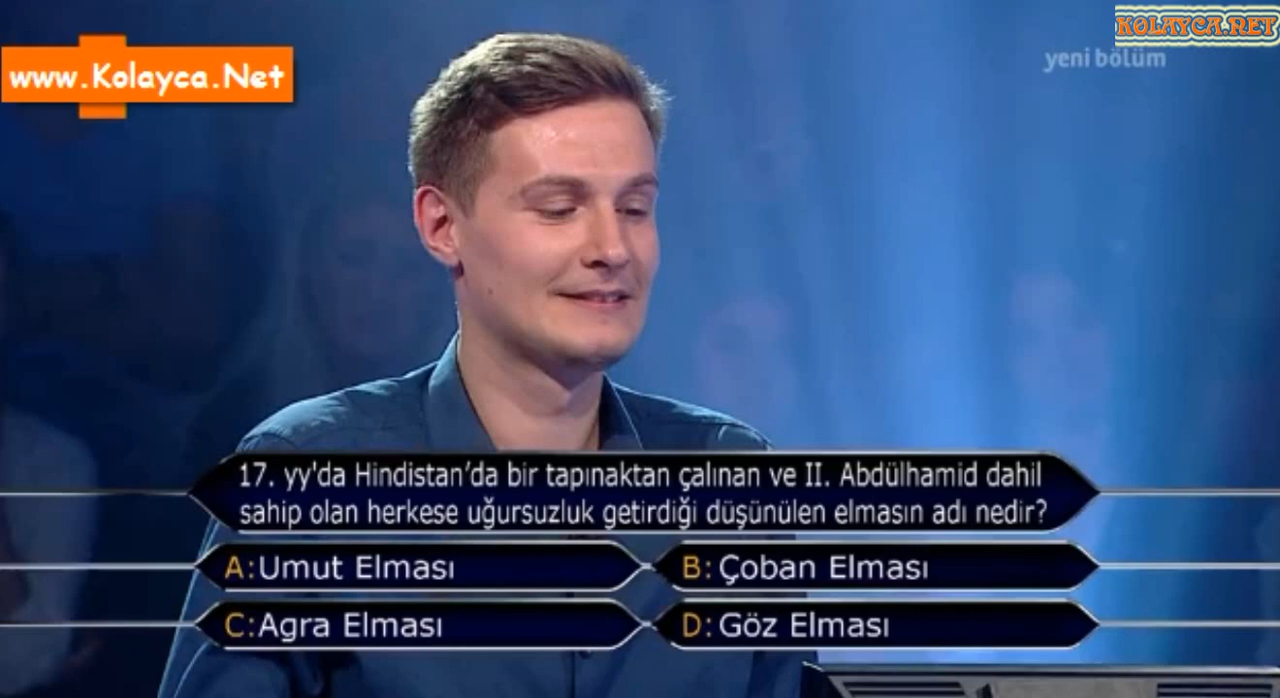 KOLAYCA.NET
www.Kolayca.Net
yeni bölüm
17. yy'da Hindistan'da bir tapınaktan çalınan ve II. Abdülhamid dahil
sahip olan herkese uğursuzluk getirdiği düşünülen elmasın adı nedir?
A:Umut Elması
B:Çoban Elması
C:Agra Elması
D:Göz Elması